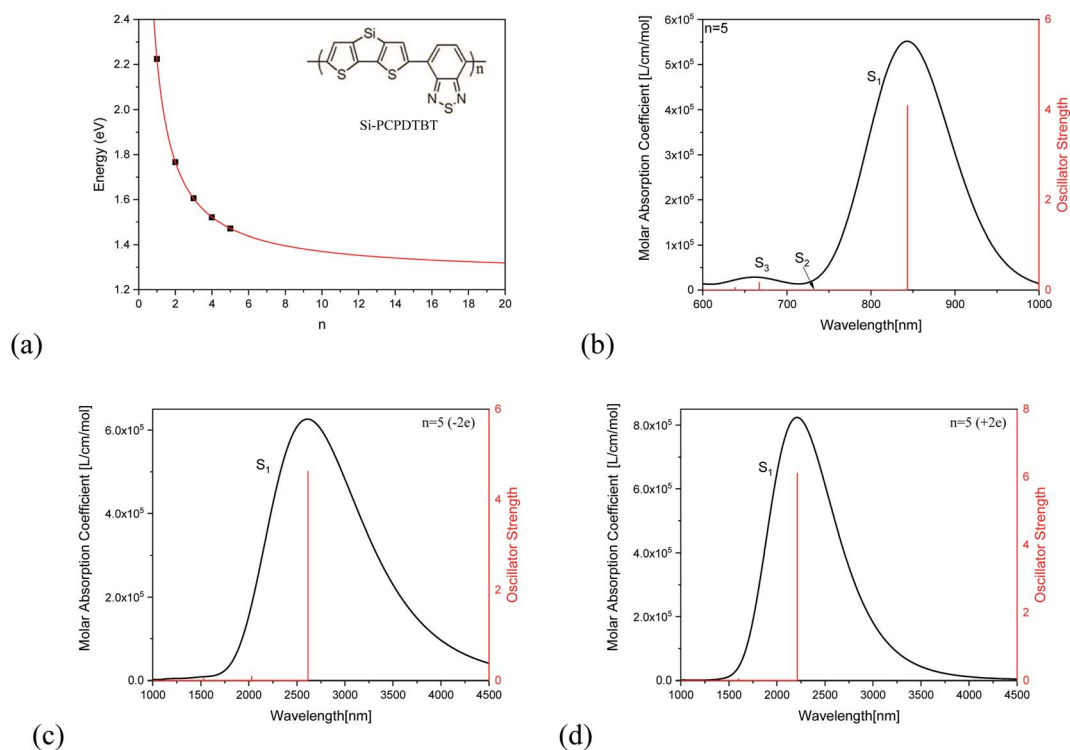 2.4
2.2
2.0
1.8
1.6
1.4
1.2
Energy (eV)
0 2 4 6 8 10 12 14 16 18 20
n
Si
S S
n
N N
S
Si-PCPDTBT
(a)
n=5
6x10⁵
5x10⁵
4x10⁵
3x10⁵
2x10⁵
1x10⁵
0
Molar Absorption Coefficient [L/cm/mol]
S₁
S₂
S₃
6
4
2
0
Oscillator Strength
600 700 800 900 1000
Wavelength[nm]
(b)
n=5 (-2e)
6.0x10⁵
4.0x10⁵
2.0x10⁵
0.0
Molar Absorption Coefficient [L/cm/mol]
S₁
6
4
2
0
Oscillator Strength
1000 1500 2000 2500 3000 3500 4000 4500
Wavelength[nm]
(c)
n=5 (+2e)
8.0x10⁵
6.0x10⁵
4.0x10⁵
2.0x10⁵
0.0
Molar Absorption Coefficient [L/cm/mol]
S₁
8
6
4
2
0
Oscillator Strength
1000 1500 2000 2500 3000 3500 4000 4500
Wavelength[nm]
(d)